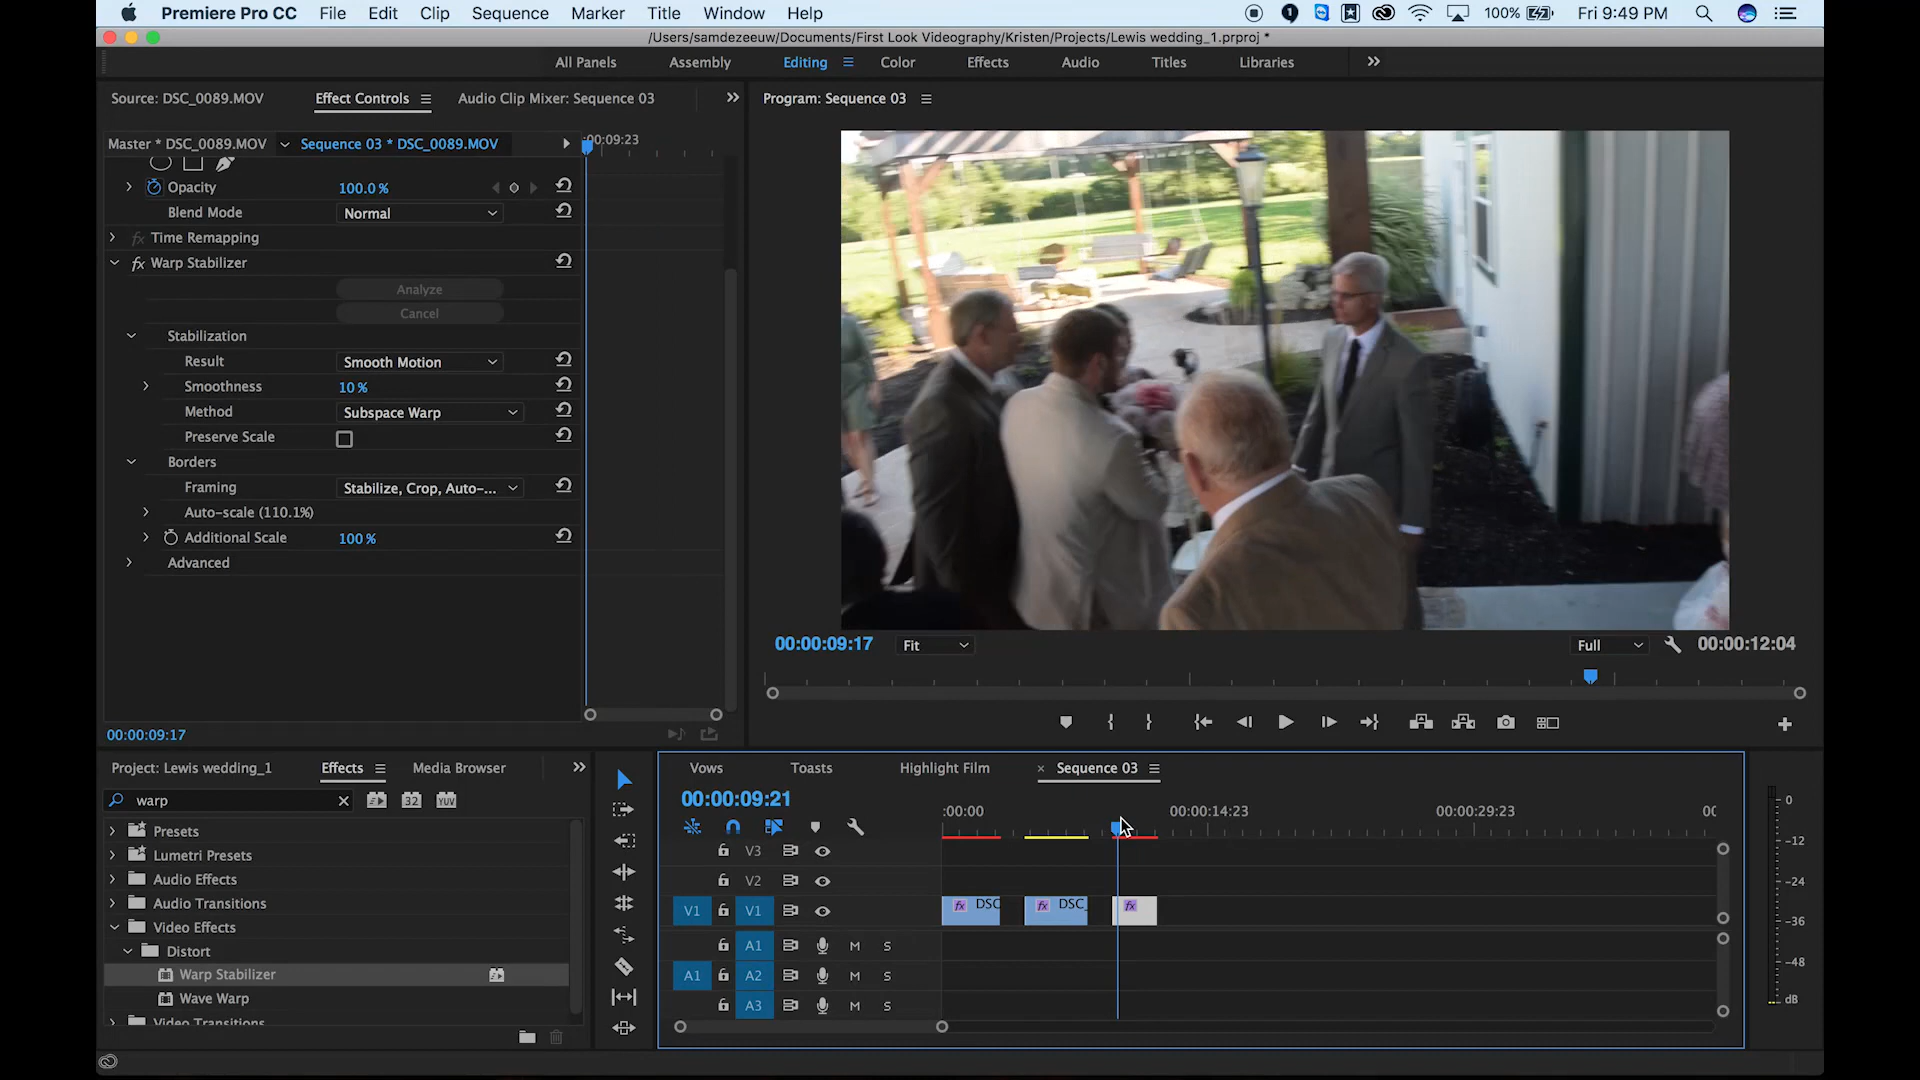 Premiere Pro CC File Edit Clip Sequence Marker Title Window Help 100% Fri 9:49 PM
/Users/samdezeeuw/Documents/First Look Videography/Kristen/Projects/Lewis wedding_1.prproj *
All Panels Assembly Editing Color Effects Audio Titles Libraries
Source: DSC_0089.MOV Effect Controls Audio Clip Mixer: Sequence 03
Program: Sequence 03
Master * DSC_0089.MOV Sequence 03 * DSC_0089.MOV
:00:09:23
Opacity 100.0 %
Blend Mode Normal
fx Time Remapping
fx Warp Stabilizer
Analyze
Cancel
Stabilization
Result Smooth Motion
Smoothness 10 %
Method Subspace Warp
Preserve Scale
Borders
Framing Stabilize, Crop, Auto-...
Auto-scale (110.1%)
Additional Scale 100 %
Advanced
00:00:09:17
00:00:09:17 Fit Full 00:00:12:04
Project: Lewis wedding_1 Effects Media Browser
warp 32 YUV
Presets
Lumetri Presets
Audio Effects
Audio Transitions
Video Effects
Distort
Warp Stabilizer
Wave Warp
Video Transitions
Vows Toasts Highlight Film × Sequence 03
00:00:09:21
:00:00 00:00:14:23 00:00:29:23
V3
V2
V1 V1 fx DSC fx DSC_ fx
A1 M S
A1 A2 M S
A3 M S
0
-12
-24
-36
-48
dB